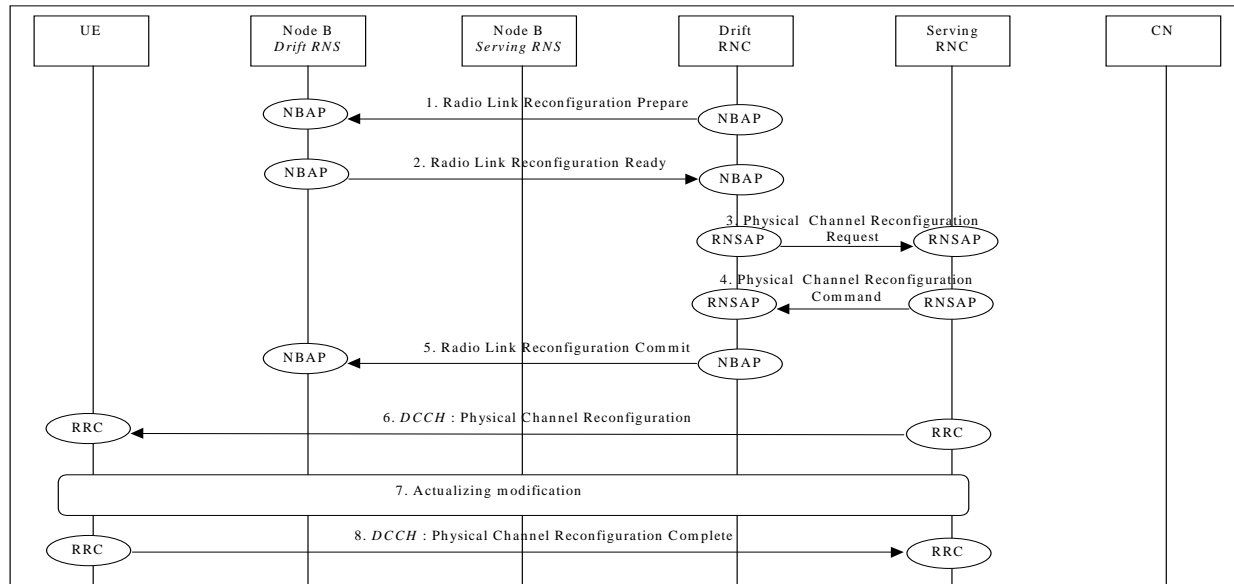 UE
Node B
Drift RNS
Node B
Serving RNS
Drift
RNC
Serving
RNC
CN
NBAP
1. Radio Link Reconfiguration Prepare
NBAP
NBAP
2. Radio Link Reconfiguration Ready
NBAP
RNSAP
3. Physical Channel Reconfiguration
Request
RNSAP
RNSAP
4. Physical Channel Reconfiguration
Command
RNSAP
NBAP
5. Radio Link Reconfiguration Commit
NBAP
RRC
6. DCCH : Physical Channel Reconfiguration
RRC
7. Actualizing modification
RRC
8. DCCH : Physical Channel Reconfiguration Complete
RRC